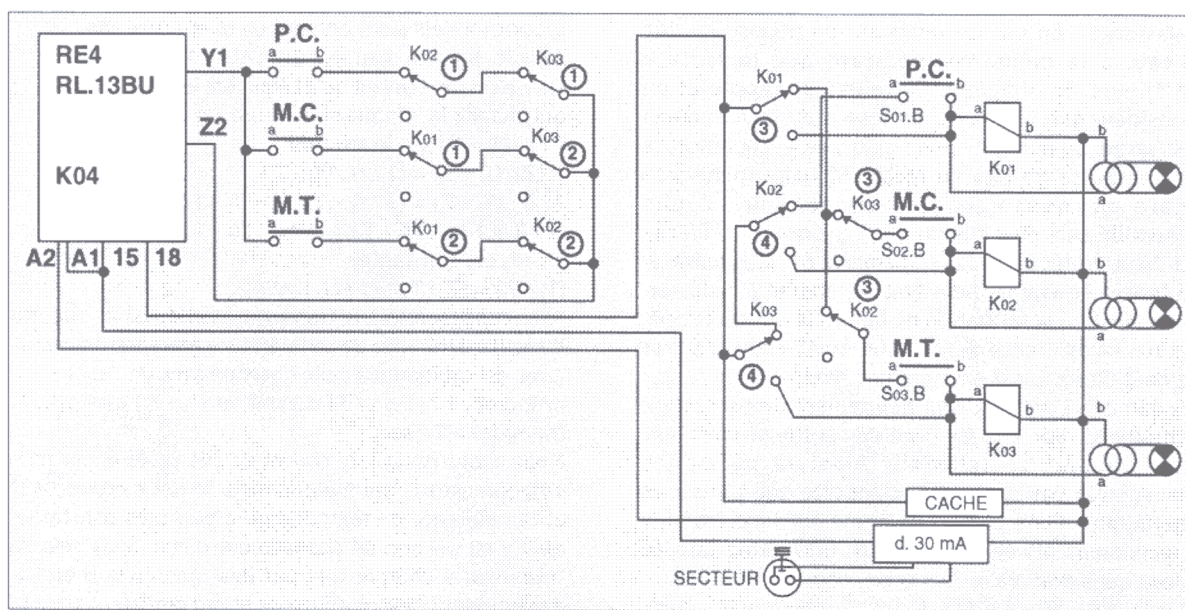 RE4
RL.13BU
K04
Y1
Z2
A2 A1 15 18
P.C.
a b
K02 1 K03 1
M.C.
a b
K01 1 K03 2
M.T.
a b
K01 2 K02 2
K01
3
P.C.
a b
S01.B
a b
K01
b
a
K02
4
3
K03
M.C.
a b
S02.B
a b
K02
b
a
K03
4
3
K02
M.T.
a b
S03.B
a b
K03
b
a
CACHE
d. 30 mA
SECTEUR